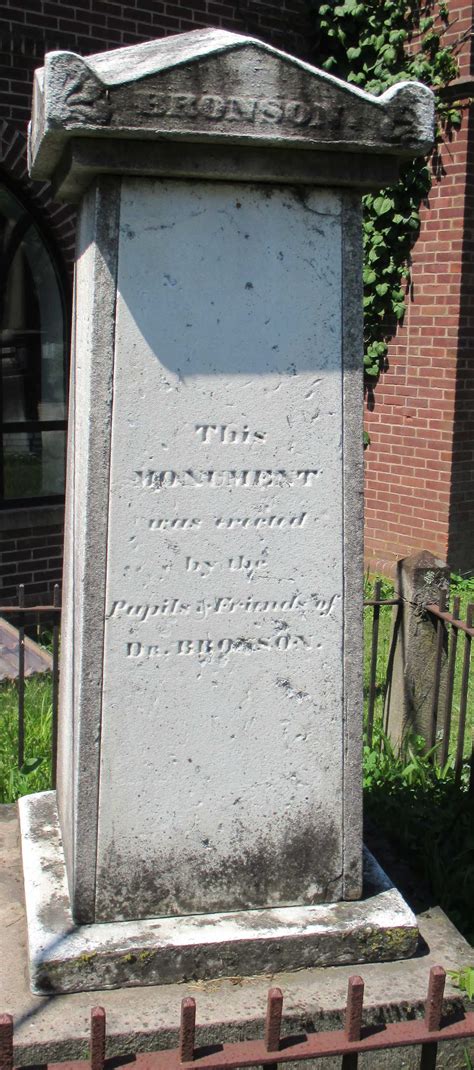 BRONSON.
This
MONUMENT
was erected
by the
Pupils & Friends of
DR. BRONSON.